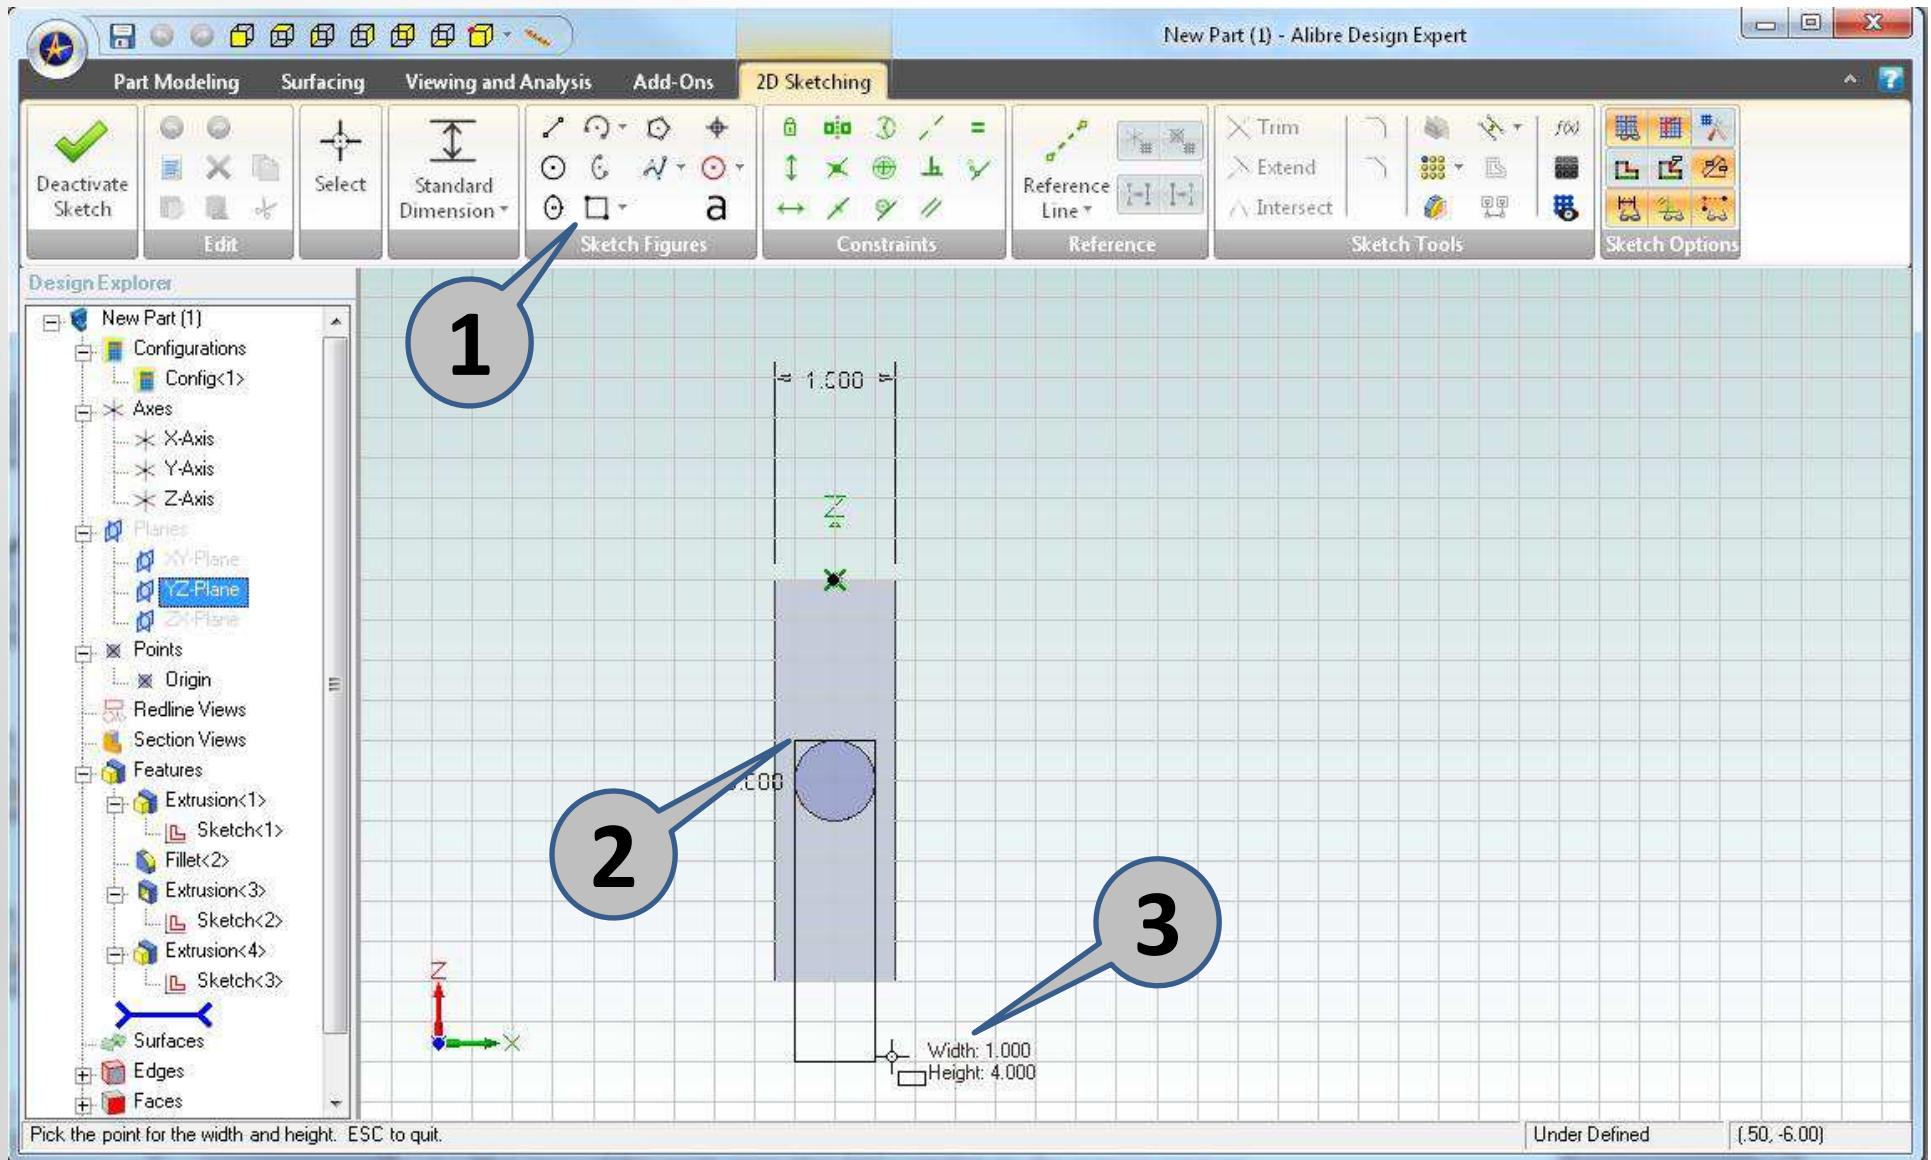 New Part (1) - Alibre Design Expert
Part Modeling Surfacing Viewing and Analysis Add-Ons 2D Sketching
Deactivate Sketch
Edit
Select
Standard Dimension
a
Sketch Figures
Constraints
Reference Line
Reference
Trim
Extend
Intersect
f(x)
Sketch Tools
Sketch Options
Design Explorer
New Part (1)
Configurations
Config<1>
Axes
X-Axis
Y-Axis
Z-Axis
Planes
XY-Plane
YZ-Plane
ZX-Plane
Points
Origin
Redline Views
Section Views
Features
Extrusion<1>
Sketch<1>
Fillet<2>
Extrusion<3>
Sketch<2>
Extrusion<4>
Sketch<3>
Surfaces
Edges
Faces
1
1.500
Z
2
3
Z
X
Width: 1.000
Height: 4.000
Pick the point for the width and height. ESC to quit.
Under Defined
(.50, -6.00)